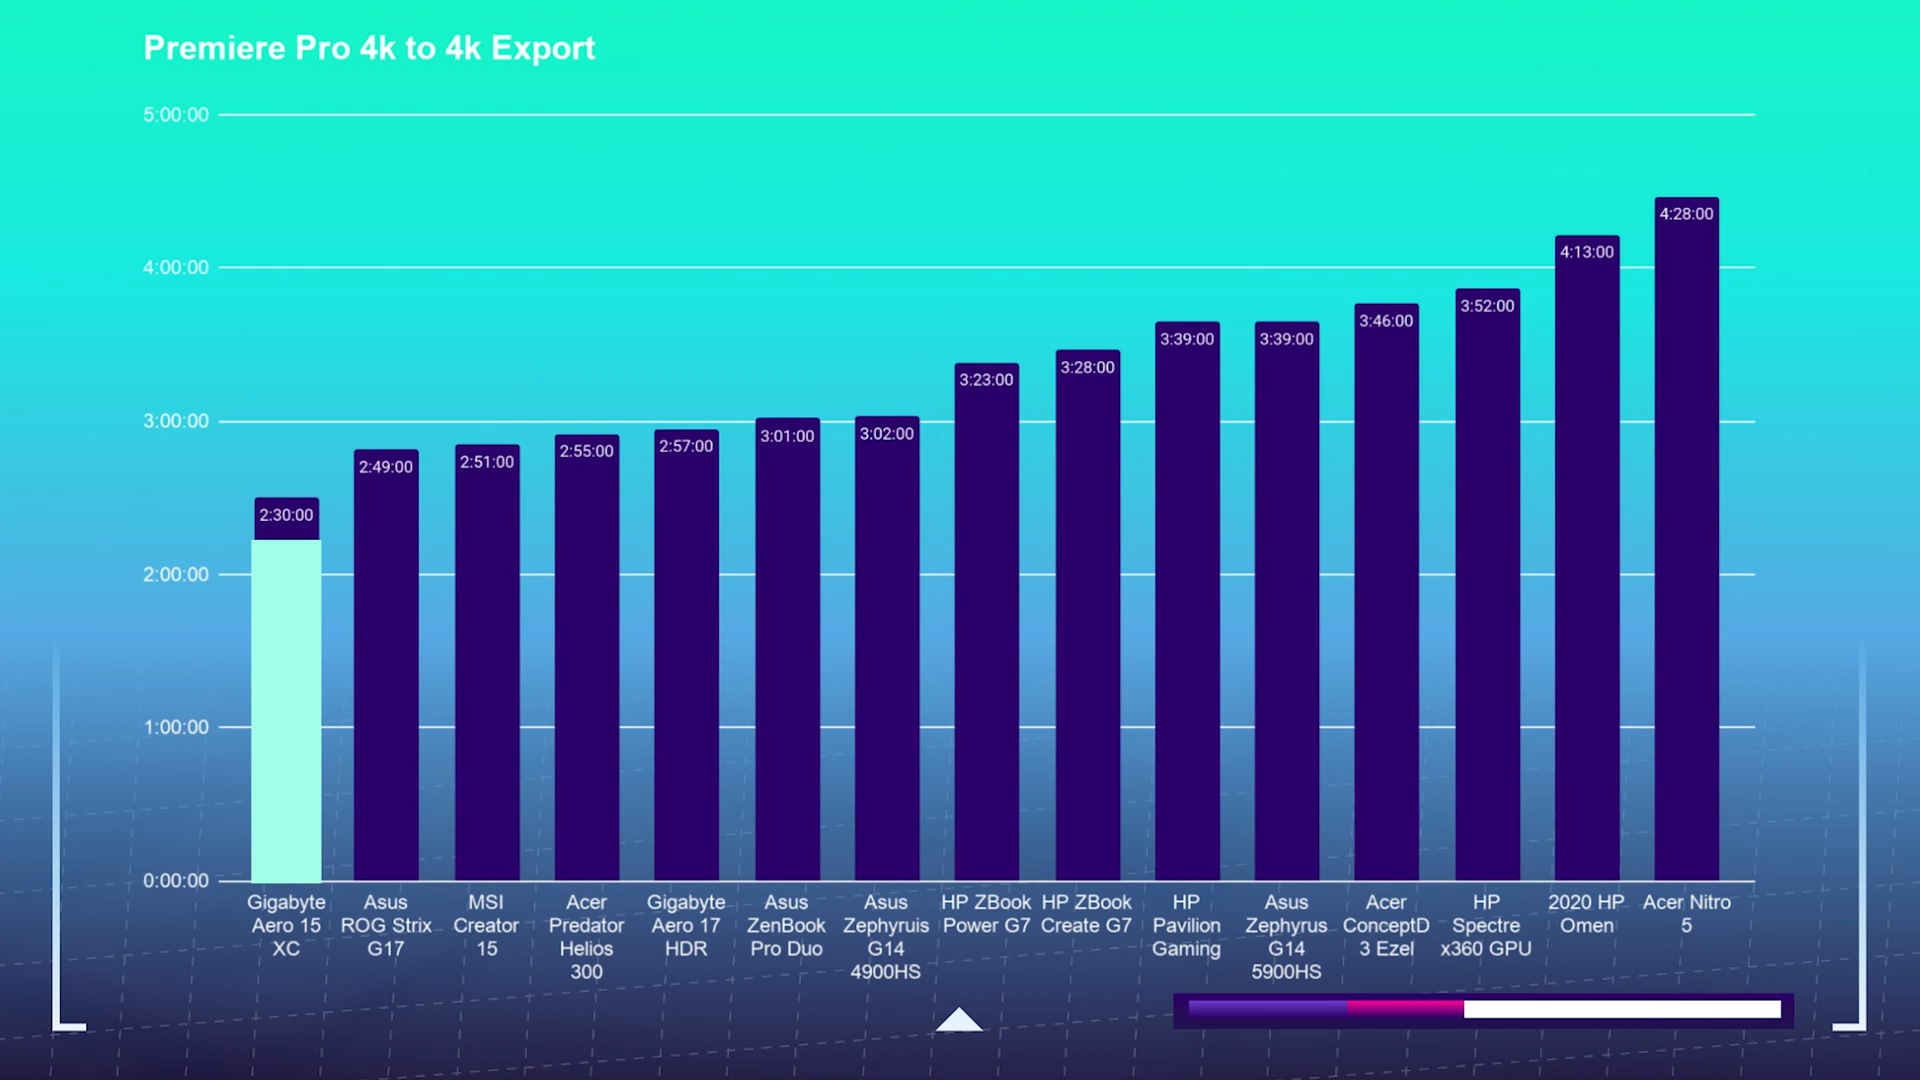 Premiere Pro 4k to 4k Export
5:00:00
4:00:00
3:00:00
2:00:00
1:00:00
0:00:00
2:30:00
2:49:00
2:51:00
2:55:00
2:57:00
3:01:00
3:02:00
3:23:00
3:28:00
3:39:00
3:39:00
3:46:00
3:52:00
4:13:00
4:28:00
Gigabyte
Aero 15
XC
Asus
ROG Strix
G17
MSI
Creator
15
Acer
Predator
Helios
300
Gigabyte
Aero 17
HDR
Asus
ZenBook
Pro Duo
Asus
Zephyruis
G14
4900HS
HP ZBook
Power G7
HP ZBook
Create G7
HP
Pavilion
Gaming
Asus
Zephyrus
G14
5900HS
Acer
ConceptD
3 Ezel
HP
Spectre
x360 GPU
2020 HP
Omen
Acer Nitro
5